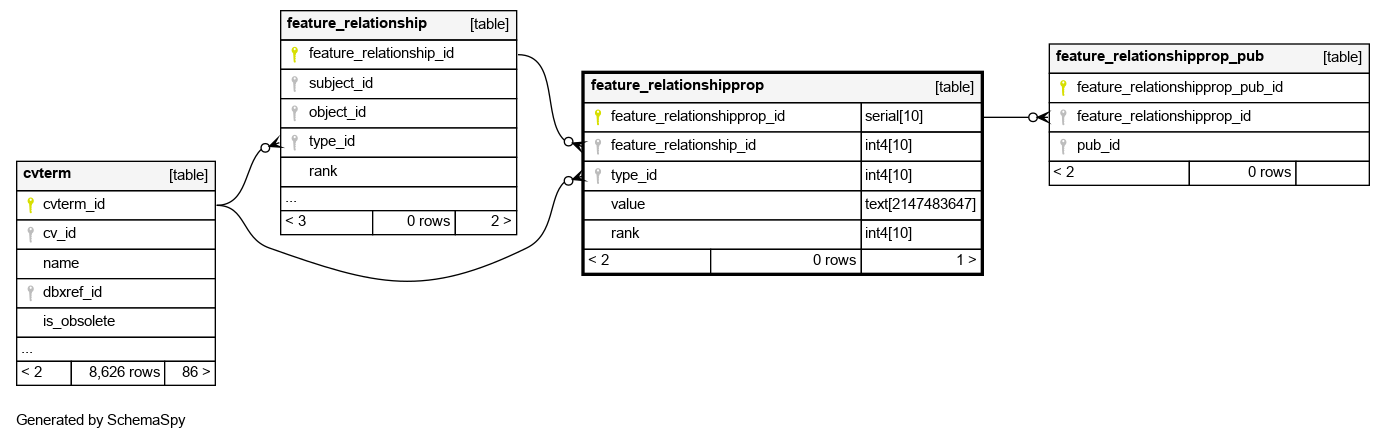 feature_relationship [table]
feature_relationship_id
subject_id
object_id
type_id
rank
...
< 3 0 rows 2 >
feature_relationshipprop [table]
feature_relationshipprop_id serial[10]
feature_relationship_id int4[10]
type_id int4[10]
value text[2147483647]
rank int4[10]
< 2 0 rows 1 >
feature_relationshipprop_pub [table]
feature_relationshipprop_pub_id
feature_relationshipprop_id
pub_id
< 2 0 rows
cvterm [table]
cvterm_id
cv_id
name
dbxref_id
is_obsolete
...
< 2 8,626 rows 86 >
Generated by SchemaSpy